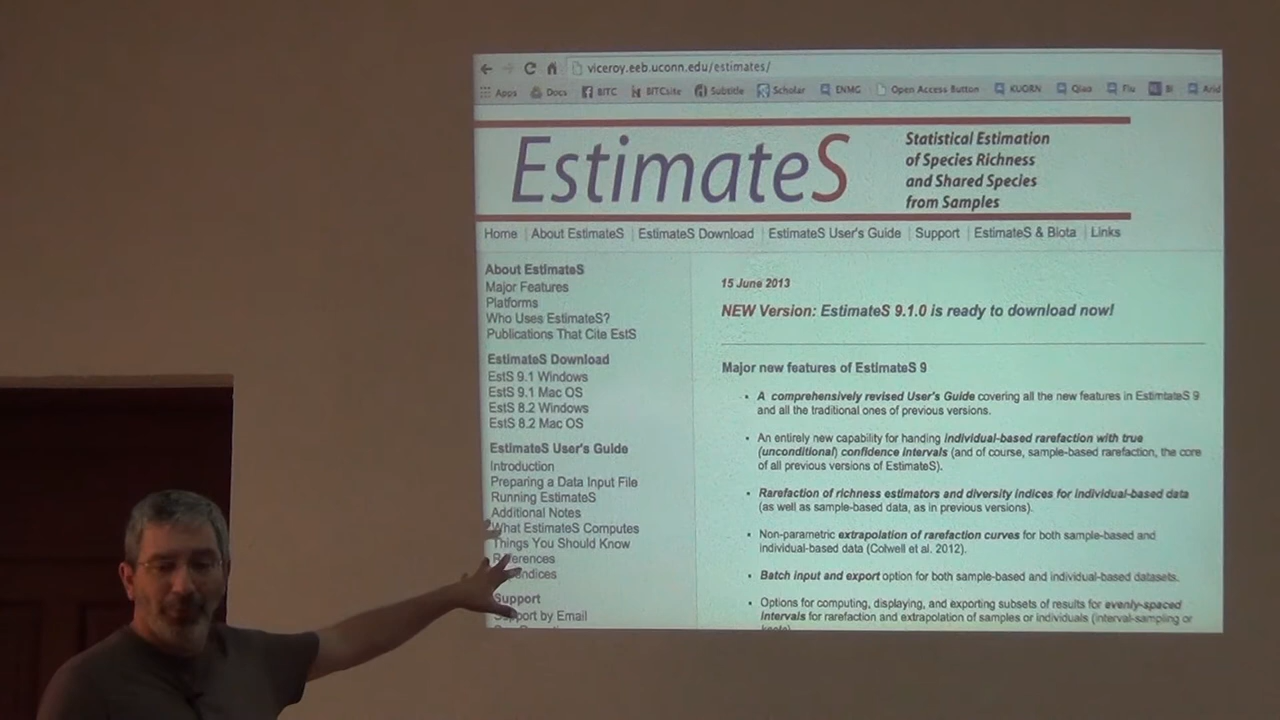 viceroy.eeb.uconn.edu/estimates/
Apps Docs BITC BITCsite Subtitle Scholar ENMG Open Access Button KUORN Qiao Flu BI Arid
EstimateS
Statistical Estimation
of Species Richness
and Shared Species
from Samples
Home About EstimateS EstimateS Download EstimateS User's Guide Support EstimateS & Biota Links
About EstimateS
Major Features
Platforms
Who Uses EstimateS?
Publications That Cite EstS
EstimateS Download
EstS 9.1 Windows
EstS 9.1 Mac OS
EstS 8.2 Windows
EstS 8.2 Mac OS
EstimateS User's Guide
Introduction
Preparing a Data Input File
Running EstimateS
Additional Notes
What EstimateS Computes
Things You Should Know
References
Support
Support by Email
15 June 2013
NEW Version: EstimateS 9.1.0 is ready to download now!
Major new features of EstimateS 9
• A comprehensively revised User's Guide covering all the new features in EstimtateS 9
and all the traditional ones of previous versions.
• An entirely new capability for handing individual-based rarefaction with true
(unconditional) confidence intervals (and of course, sample-based rarefaction, the core
of all previous versions of EstimateS).
• Rarefaction of richness estimators and diversity indices for individual-based data
(as well as sample-based data, as in previous versions).
• Non-parametric extrapolation of rarefaction curves for both sample-based and
individual-based data (Colwell et al. 2012).
• Batch input and export option for both sample-based and individual-based datasets.
• Options for computing, displaying, and exporting subsets of results for evenly-spaced
intervals for rarefaction and extrapolation of samples or individuals (interval-sampling or